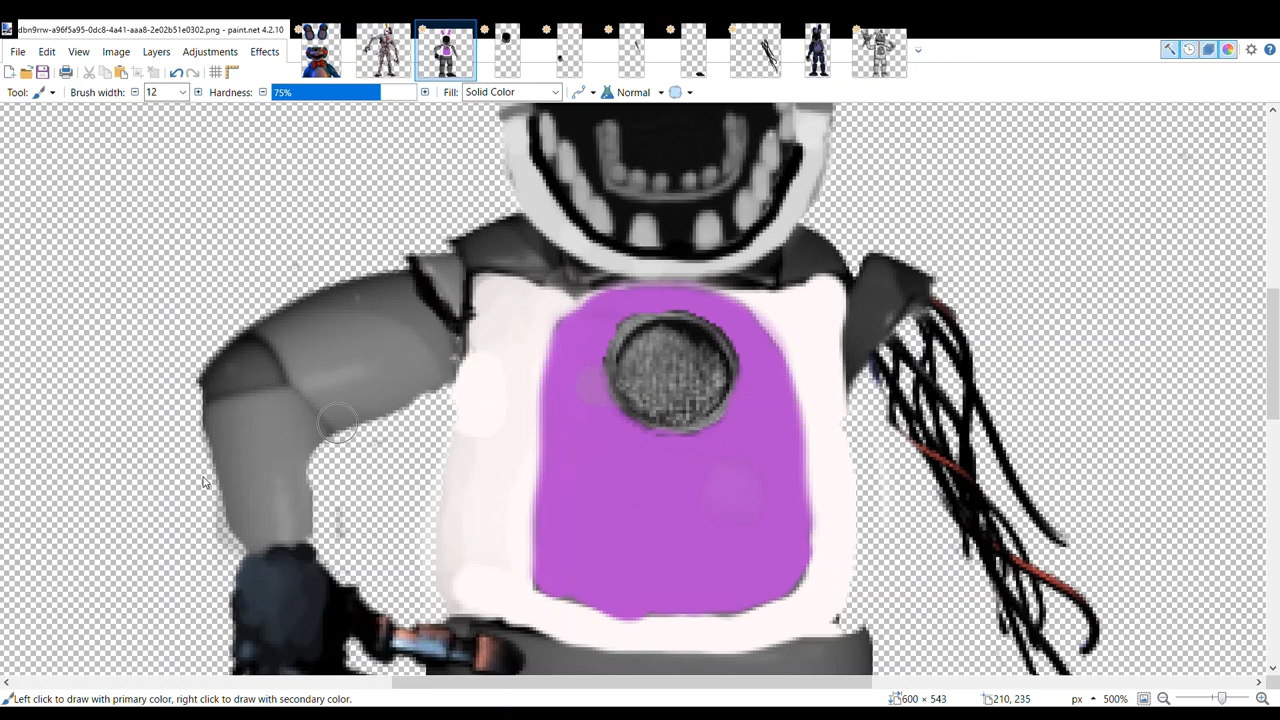 dbn9rrw-a96f5a95-0dc8-4a41-aaa8-2e02b51e0302.png - paint.net 4.2.10
File Edit View Image Layers Adjustments Effects
Tool: Brush width: 12 Hardness: 75% Fill: Solid Color Normal
Left click to draw with primary color, right click to draw with secondary color. 600 × 543 210, 235 px 500%